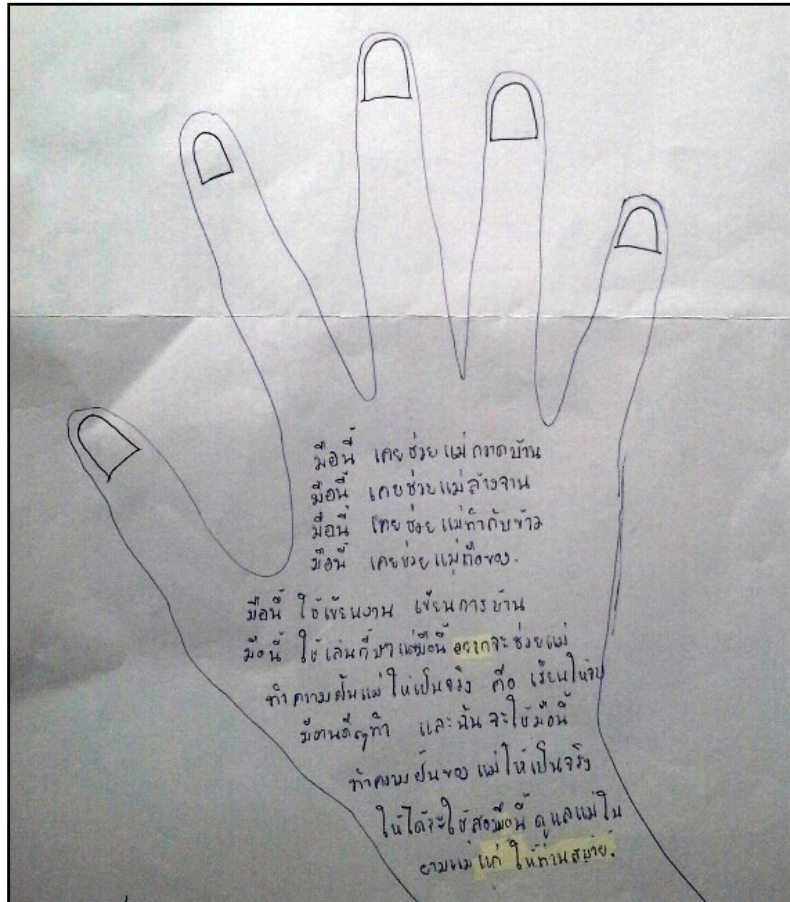 มือนี้ เคยช่วยแม่กวาดบ้าน
มือนี้ เคยช่วยแม่ล้างจาน
มือนี้ เคยช่วยแม่ทำกับข้าว
มือนี้ เคยช่วยแม่ถือของ.
มือนี้ ใช้เขียนงาน เขียนการบ้าน
มือนี้ ใช้เล่นกีฬา แต่มือนี้ อยากจะช่วยแม่
ทำความฝันแม่ให้เป็นจริง คือ เรียนให้จบ
มีงานดีๆทำ และฉันจะใช้มือนี้
ทำความฝันของแม่ให้เป็นจริง
ให้ได้จะใช้สองมือนี้ ดูแลแม่ใน
ยามแม่แก่ ให้ท่านสบาย.